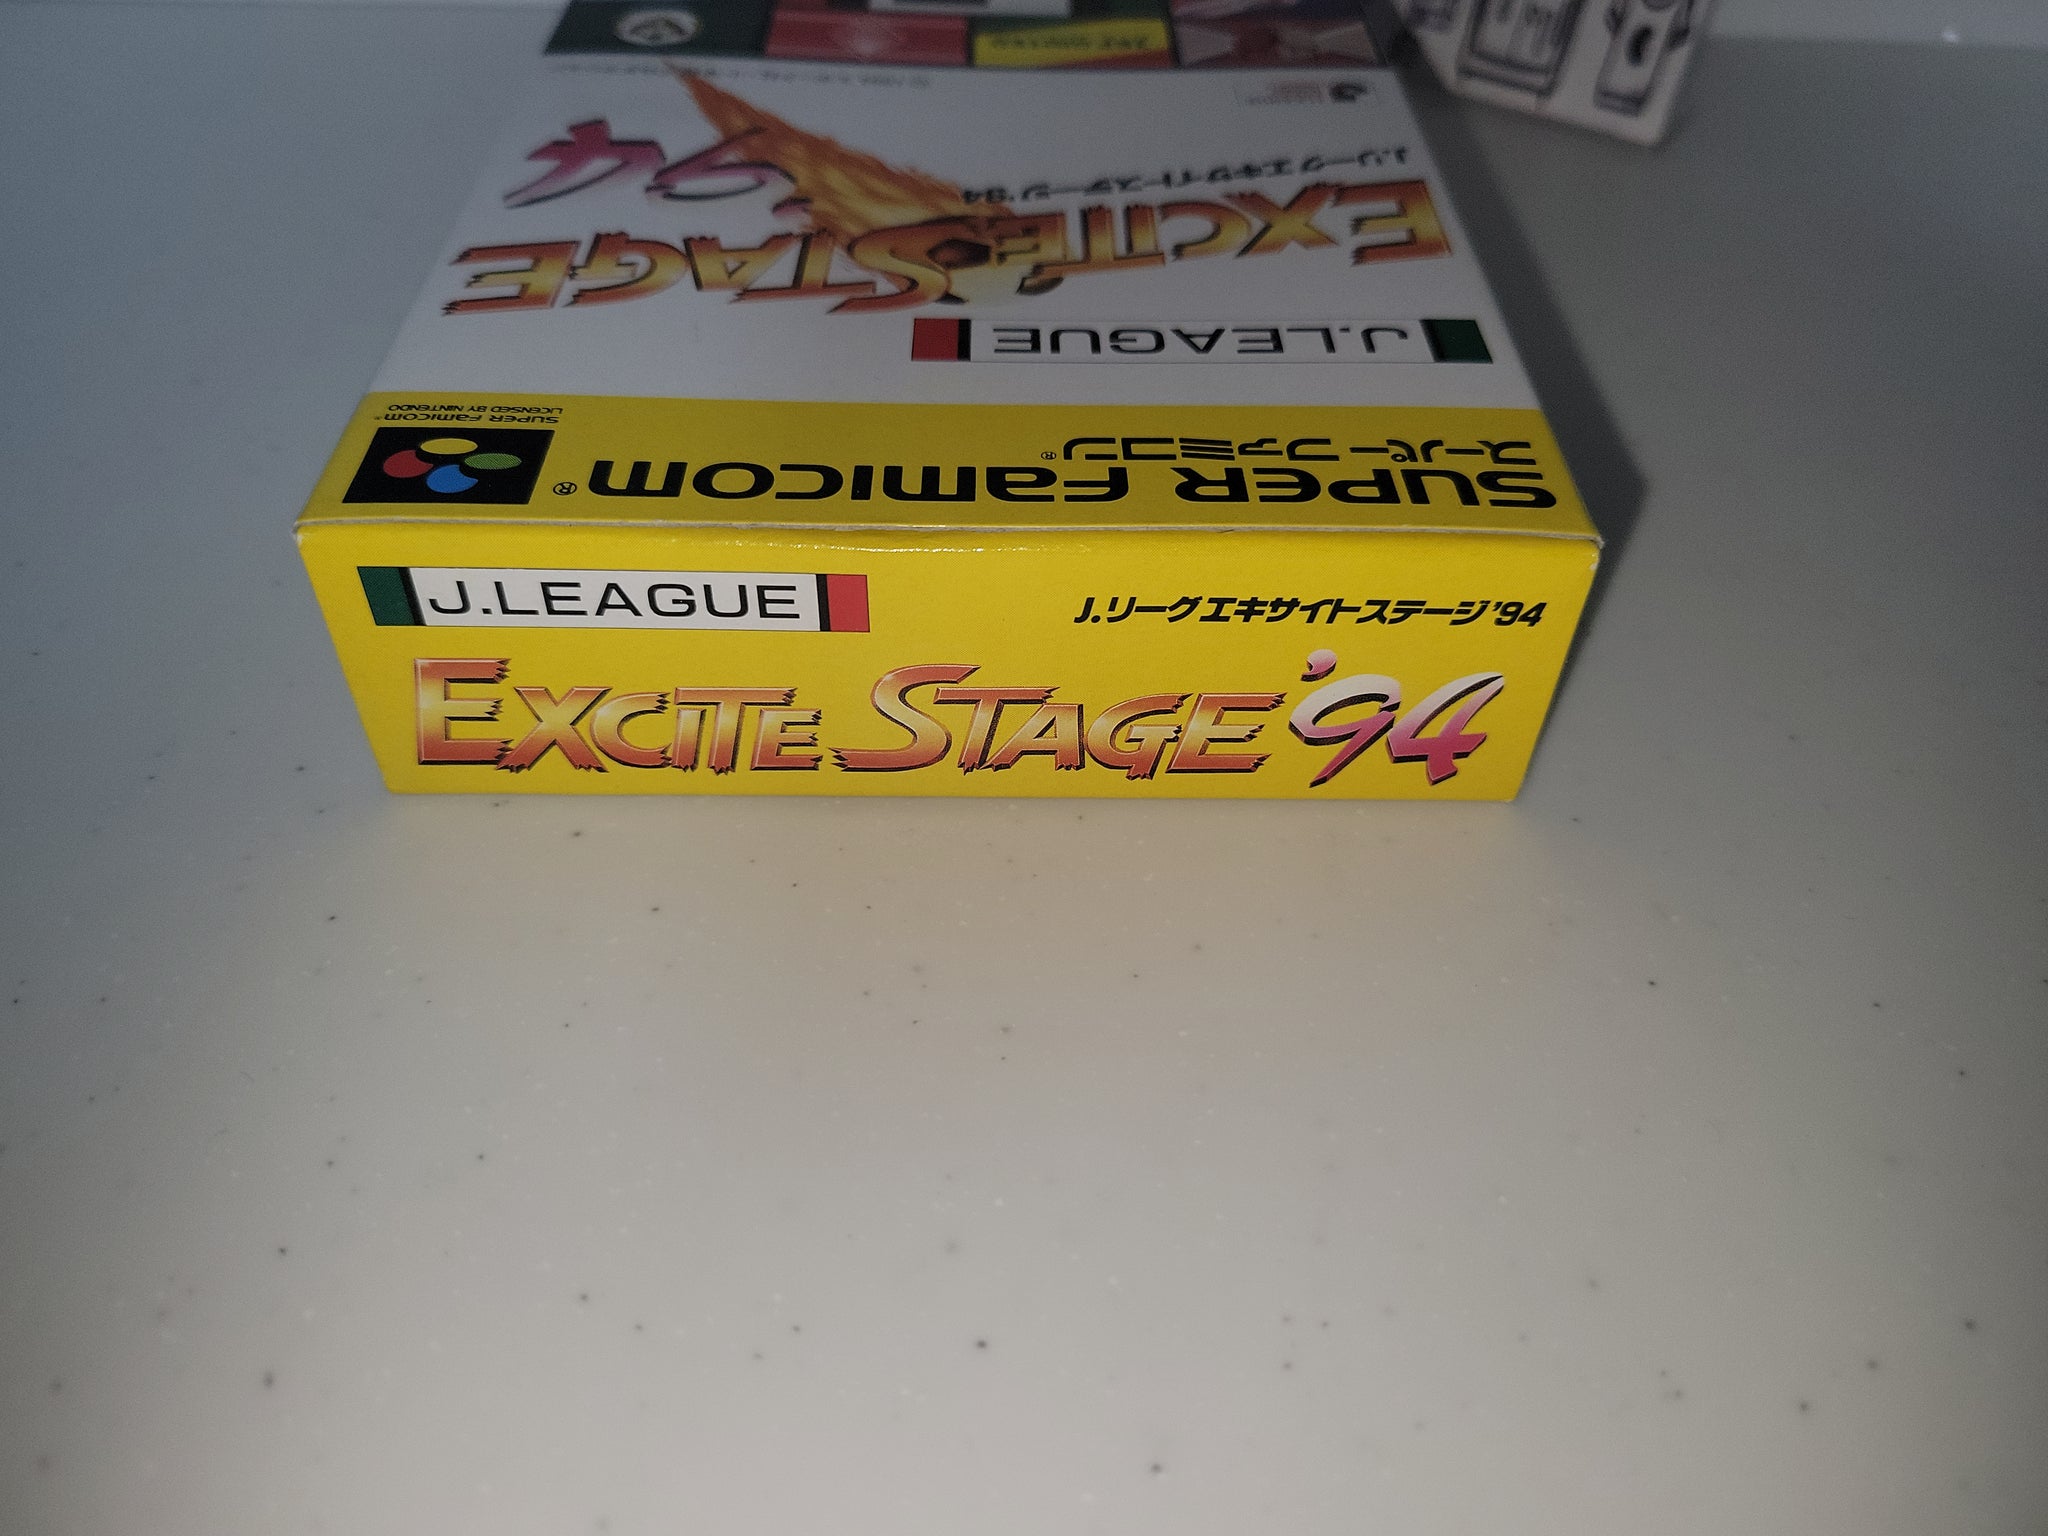 J.LEAGUE
J.リーグエキサイトステージ'94
EXCITE STAGE '94
SUPER Famicom®
スーパーファミコン®
SUPER Famicom™
LICENSED BY NINTENDO
J.LEAGUE
EXCITE STAGE '94
J.リーグエキサイトステージ'94